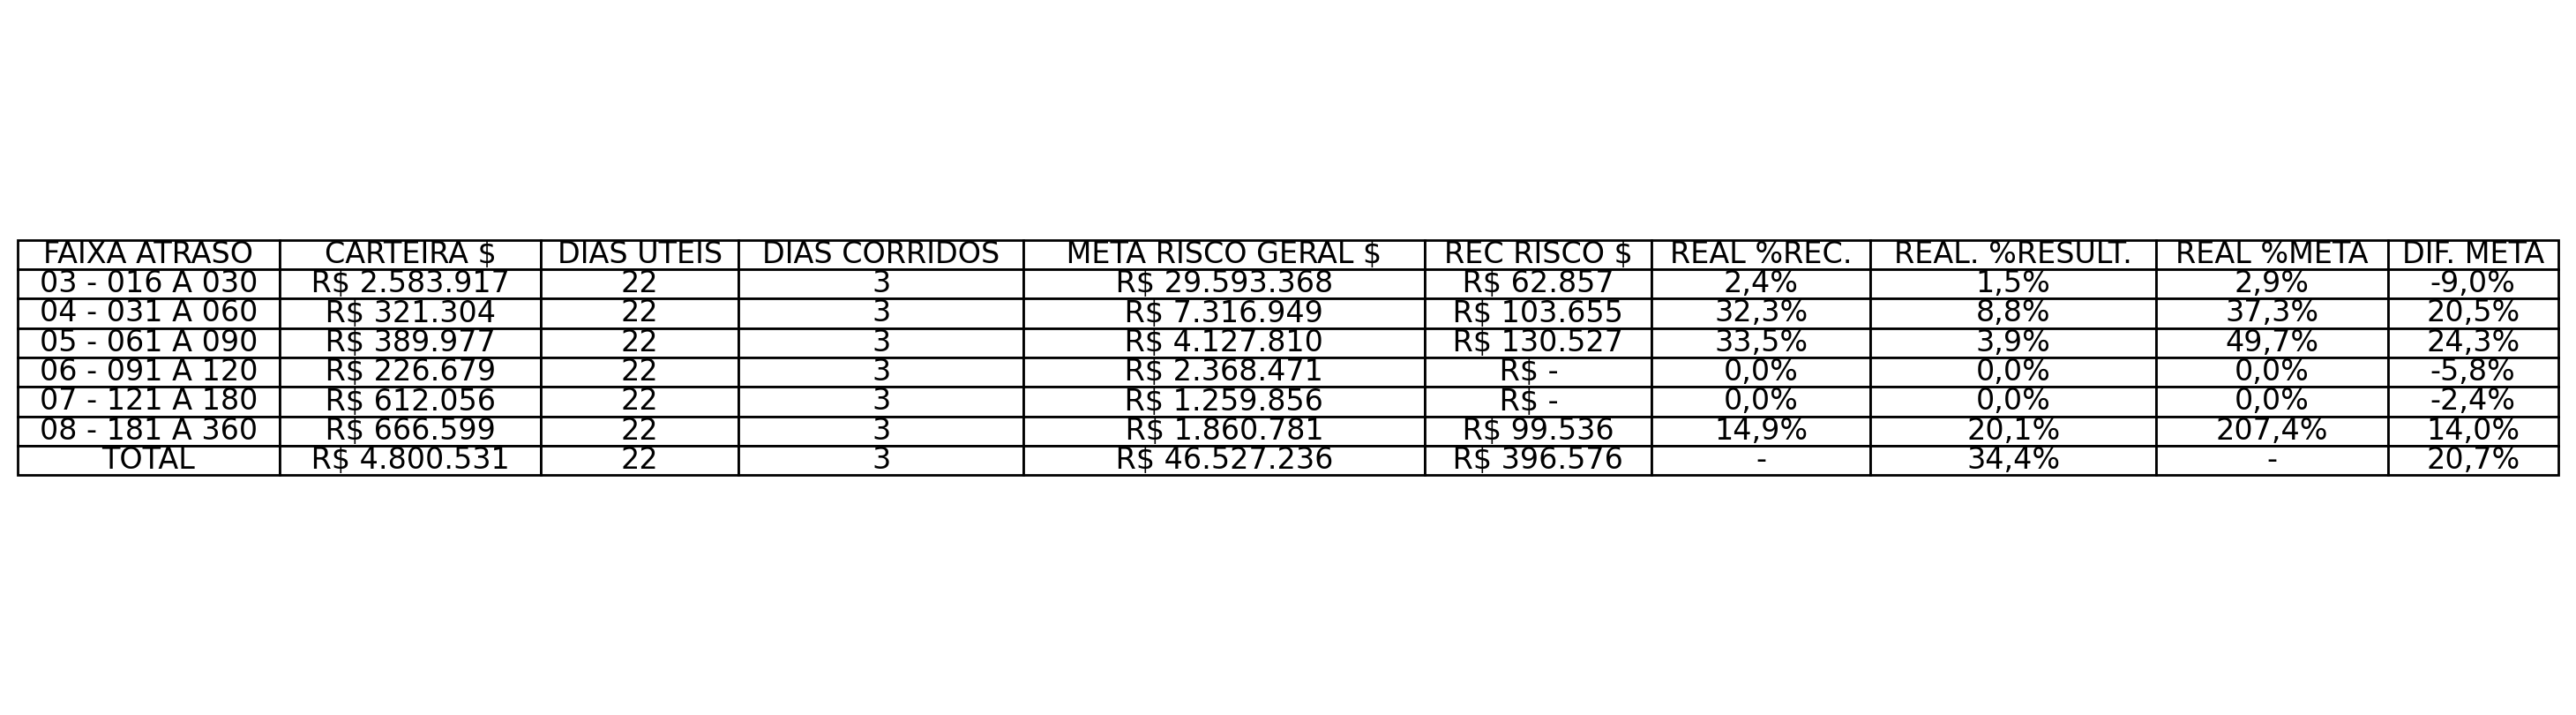 FAIXA ATRASO CARTEIRA $ DIAS UTEIS DIAS CORRIDOS META RISCO GERAL $ REC RISCO $ REAL %REC. REAL. %RESULT. REAL %META DIF. META
03 - 016 A 030 R$ 2.583.917 22 3 R$ 29.593.368 R$ 62.857 2,4% 1,5% 2,9% -9,0%
04 - 031 A 060 R$ 321.304 22 3 R$ 7.316.949 R$ 103.655 32,3% 8,8% 37,3% 20,5%
05 - 061 A 090 R$ 389.977 22 3 R$ 4.127.810 R$ 130.527 33,5% 3,9% 49,7% 24,3%
06 - 091 A 120 R$ 226.679 22 3 R$ 2.368.471 R$ - 0,0% 0,0% 0,0% -5,8%
07 - 121 A 180 R$ 612.056 22 3 R$ 1.259.856 R$ - 0,0% 0,0% 0,0% -2,4%
08 - 181 A 360 R$ 666.599 22 3 R$ 1.860.781 R$ 99.536 14,9% 20,1% 207,4% 14,0%
TOTAL R$ 4.800.531 22 3 R$ 46.527.236 R$ 396.576 - 34,4% - 20,7%